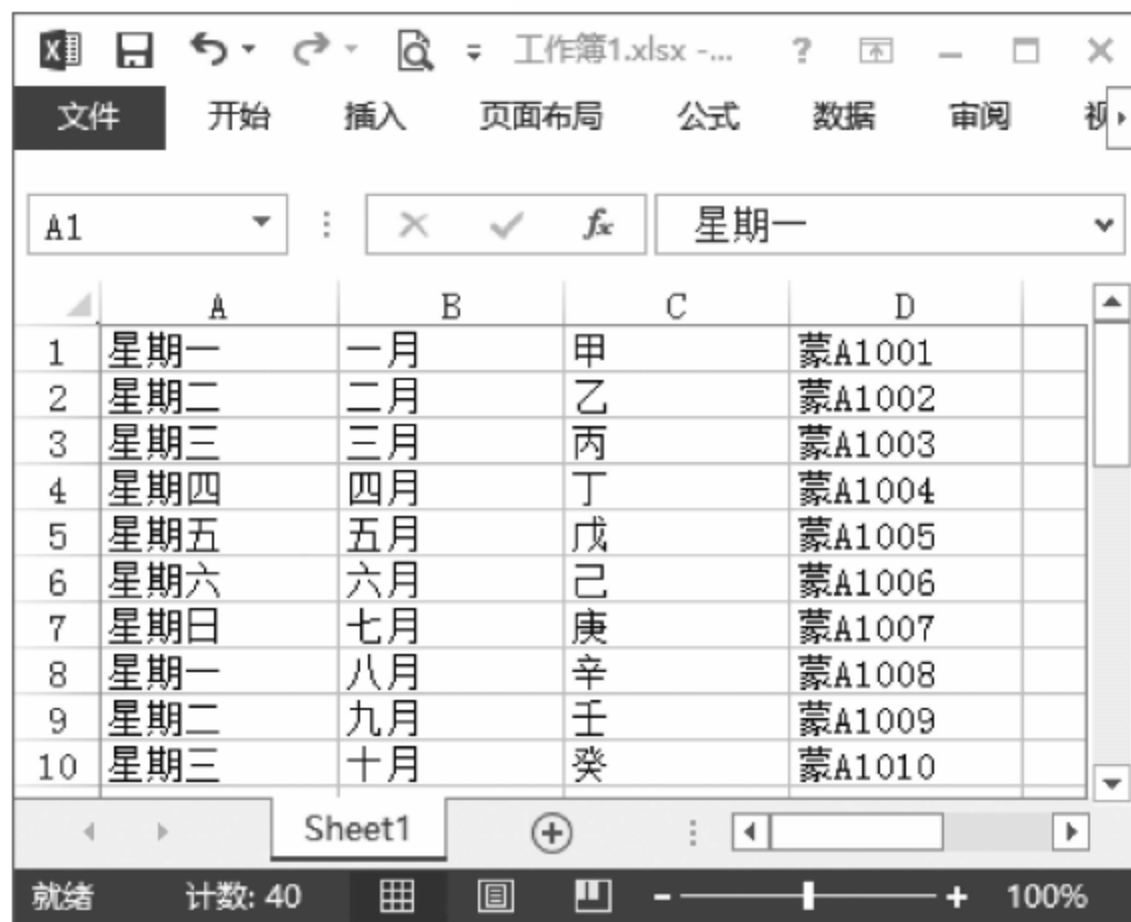 工作簿1.xlsx -... ?
文件 开始 插入 页面布局 公式 数据 审阅 视
A1 fx 星期一
A B C D
1 星期一 一月 甲 蒙A1001
2 星期二 二月 乙 蒙A1002
3 星期三 三月 丙 蒙A1003
4 星期四 四月 丁 蒙A1004
5 星期五 五月 戊 蒙A1005
6 星期六 六月 己 蒙A1006
7 星期日 七月 庚 蒙A1007
8 星期一 八月 辛 蒙A1008
9 星期二 九月 壬 蒙A1009
10 星期三 十月 癸 蒙A1010
Sheet1
就绪 计数: 40 100%